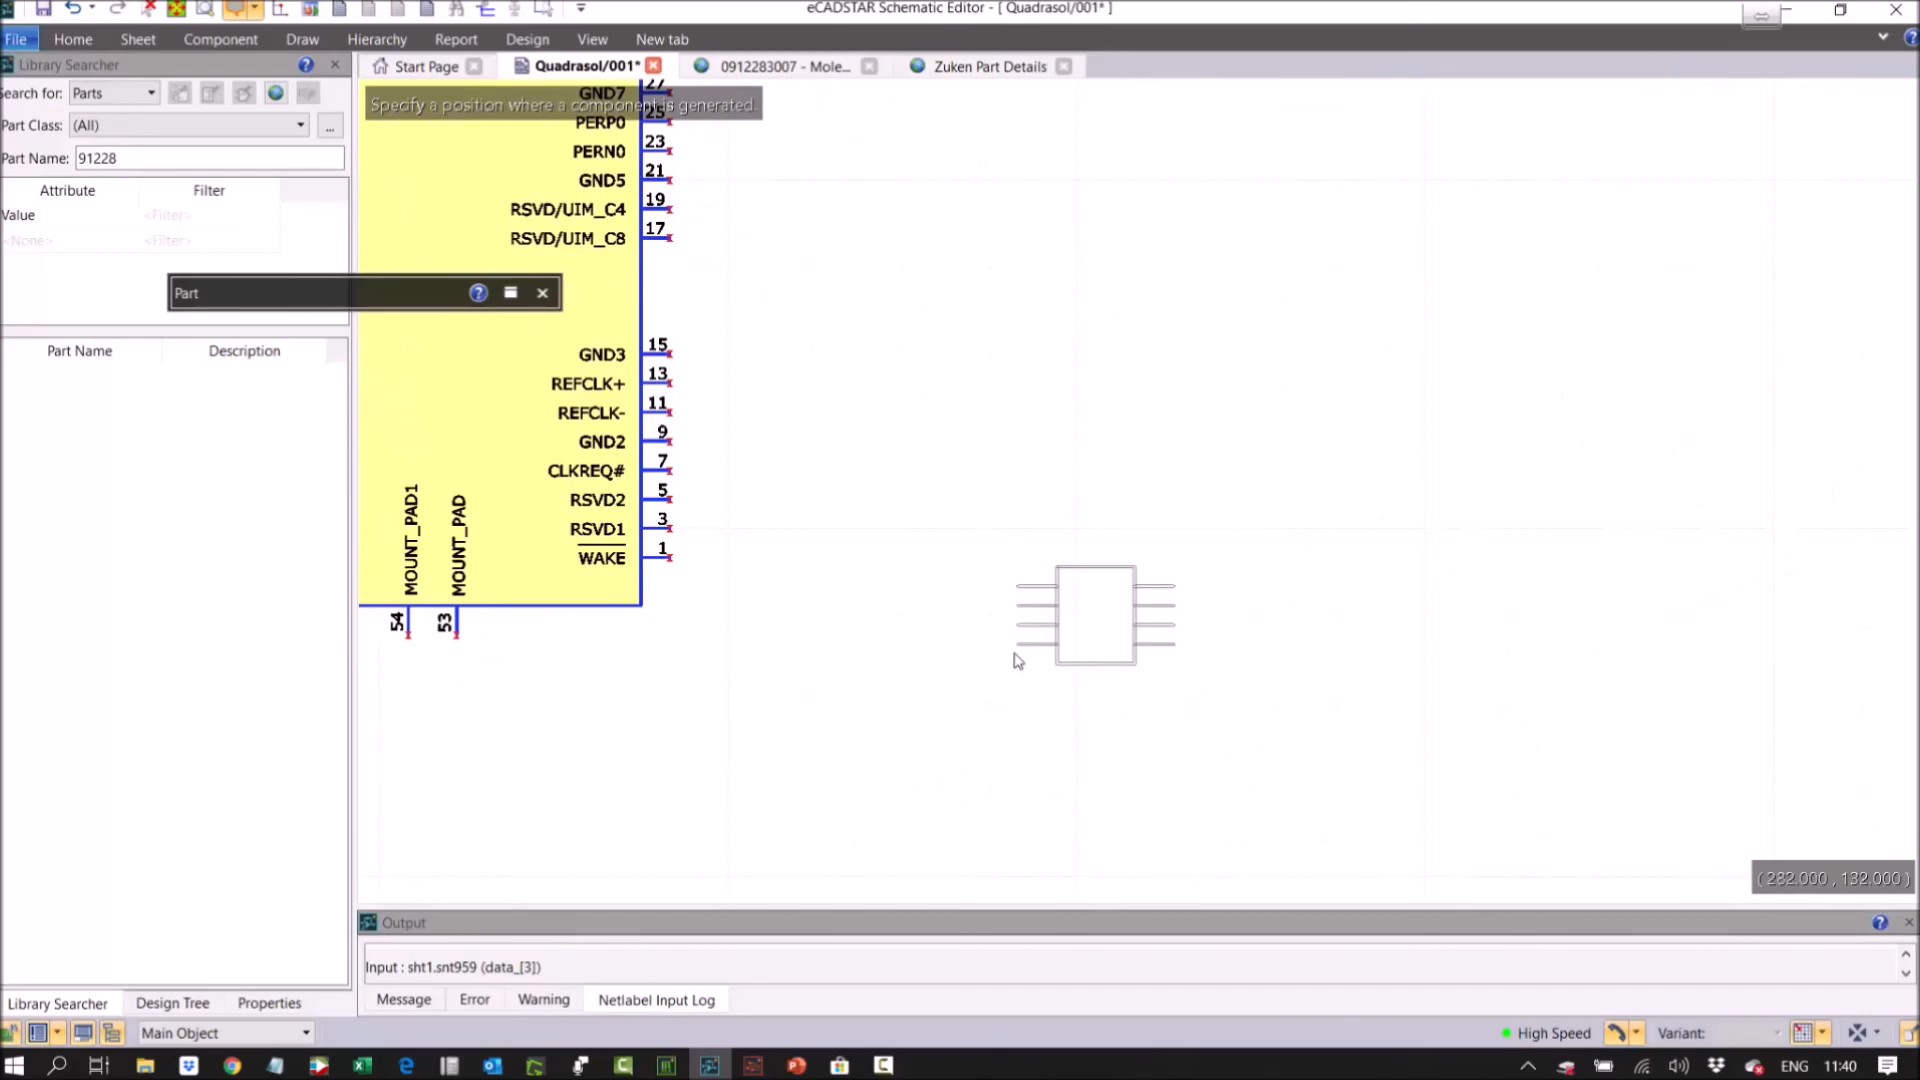 eCADSTAR Schematic Editor - [ Quadrasol/001* ]
File Home Sheet Component Draw Hierarchy Report Design View New tab
Library Searcher
Start Page Quadrasol/001* 0912283007 - Mole... Zuken Part Details
Search for: Parts
Part Class: (All) ...
Part Name: 91228
Attribute Filter
Value <Filter>
<None> <Filter>
Part
Part Name Description
Specify a position where a component is generated.
GND7 27
PERP0 25
PERN0 23
GND5 21
RSVD/UIM_C4 19
RSVD/UIM_C8 17
GND3 15
REFCLK+ 13
REFCLK- 11
GND2 9
CLKREQ# 7
RSVD2 5
RSVD1 3
WAKE 1
MOUNT_PAD1
MOUNT_PAD
54
53
(282.000 , 132.000)
Output
Input : sht1.snt959 (data_[3])
Message Error Warning Netlabel Input Log
Library Searcher Design Tree Properties
Main Object
High Speed Variant:
ENG 11:40